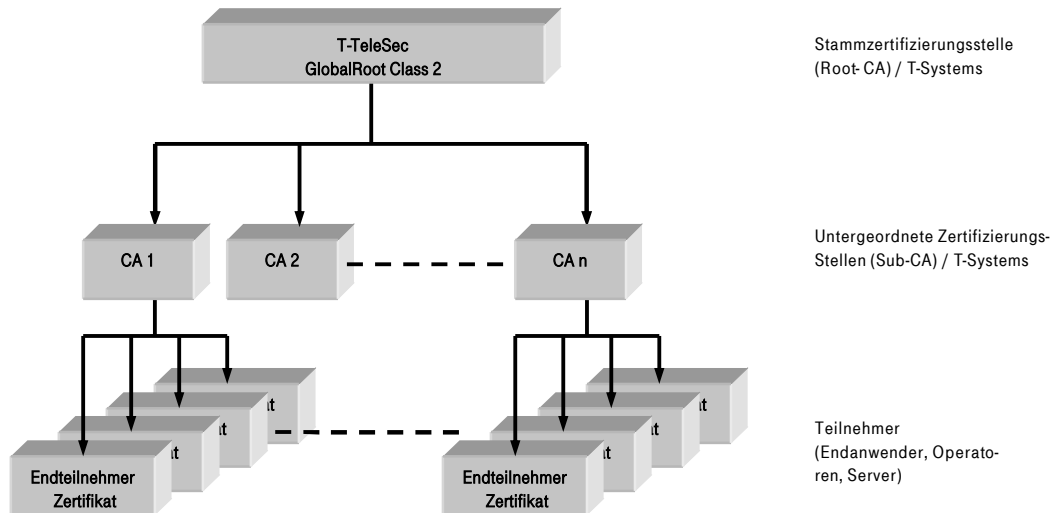 T-TeleSec
GlobalRoot Class 2
Stammzertifizierungsstelle
(Root- CA) / T-Systems
CA 1
CA 2
CA n
Untergeordnete Zertifizierungs-
Stellen (Sub-CA) / T-Systems
Endteilnehmer
Zertifikat
Endteilnehmer
Zertifikat
Teilnehmer
(Endanwender, Operato-
ren, Server)